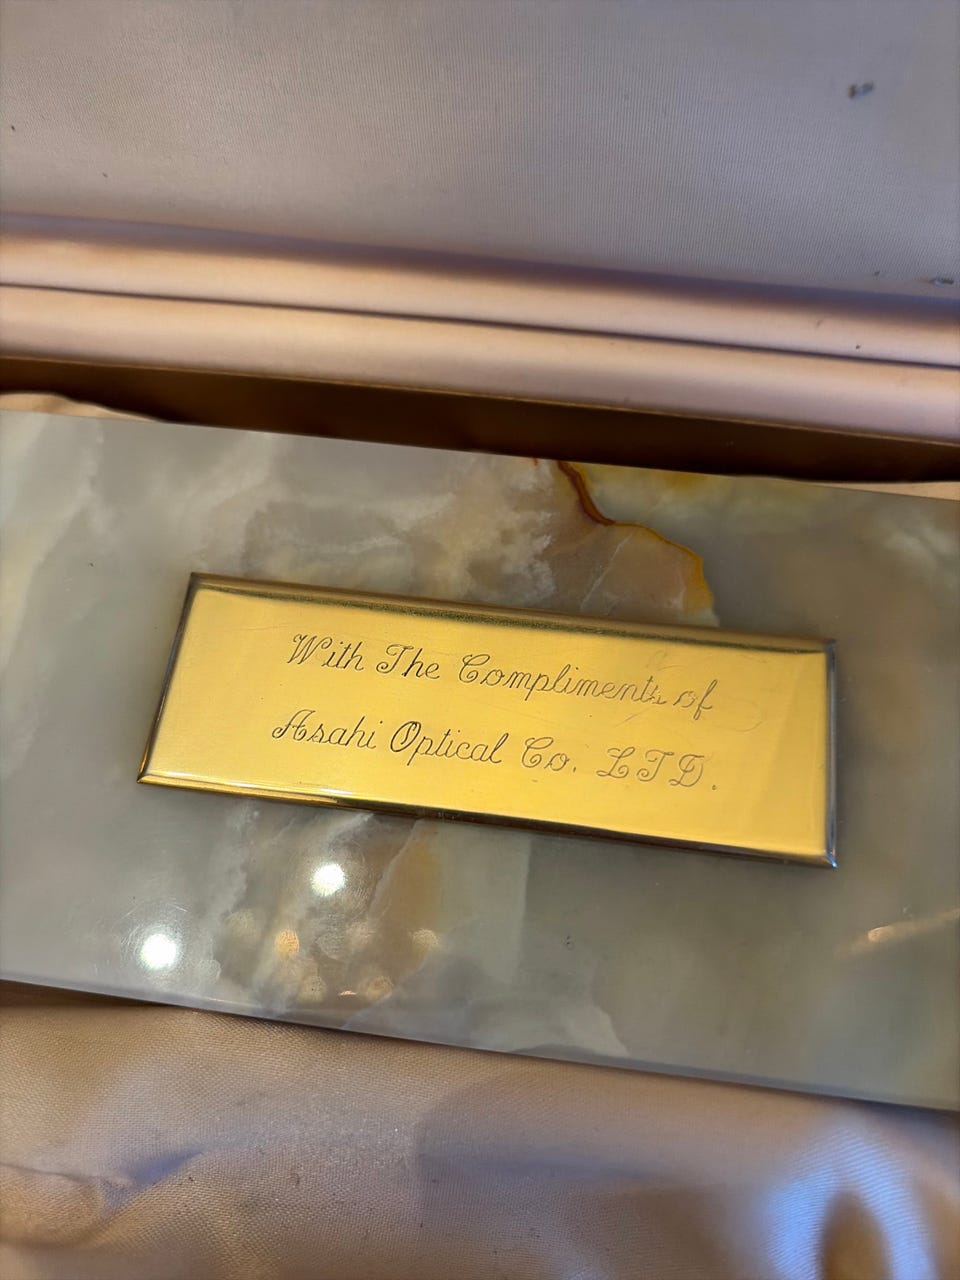 With The Compliments of
Asahi Optical Co. LTD.